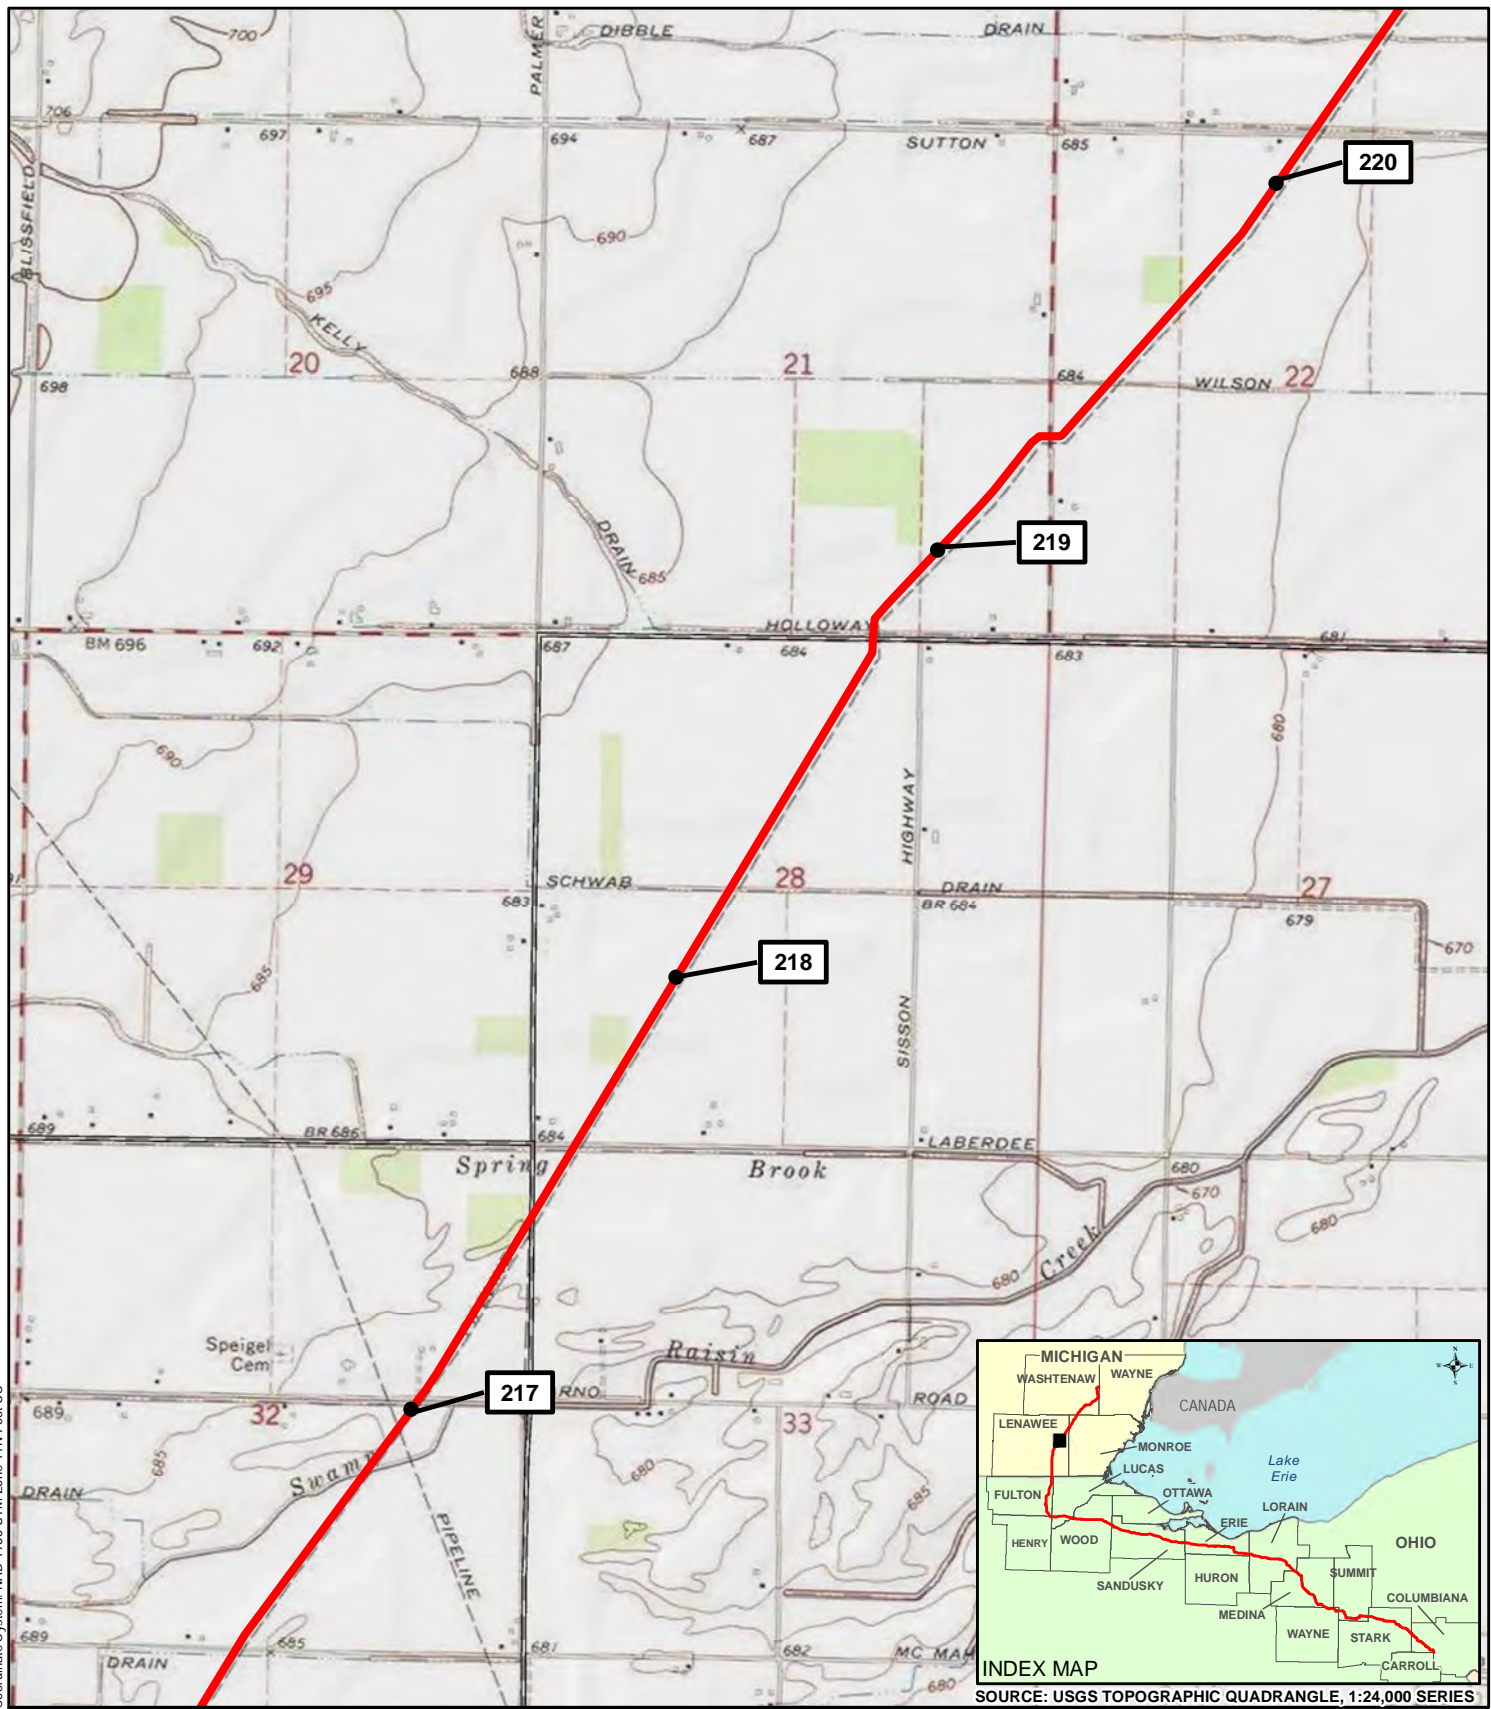 700
PALMER
DIBBLE
DRAIN
706
697
694
687
SUTTON
685
220
BLISSFIELD
690
695
KELLY
20
688
21
684
WILSON
22
698
219
DRAIN
685
HOLLOWAY
681
BM 696
692
687
684
683
690
680
HIGHWAY
29
SCHWAB
28
DRAIN
27
683
BR 684
679
670
218
685
SISSON
689
BR 686
684
LABERDEE
Spring
Brook
680
670
680
Creek
680
Speigel
Cem
Raisin
217
RNO
ROAD
689
32
33
685
Swamp
680
685
DRAIN
PIPELINE
689
685
681
682
MC MAH
DRAIN
680
MICHIGAN
WASHTENAW
WAYNE
N
W
E
S
CANADA
LENAWEE
MONROE
LUCAS
Lake
Erie
FULTON
OTTAWA
LORAIN
ERIE
HENRY
WOOD
OHIO
SANDUSKY
HURON
SUMMIT
MEDINA
COLUMBIANA
WAYNE
STARK
CARROLL
INDEX MAP
SOURCE: USGS TOPOGRAPHIC QUADRANGLE, 1:24,000 SERIES